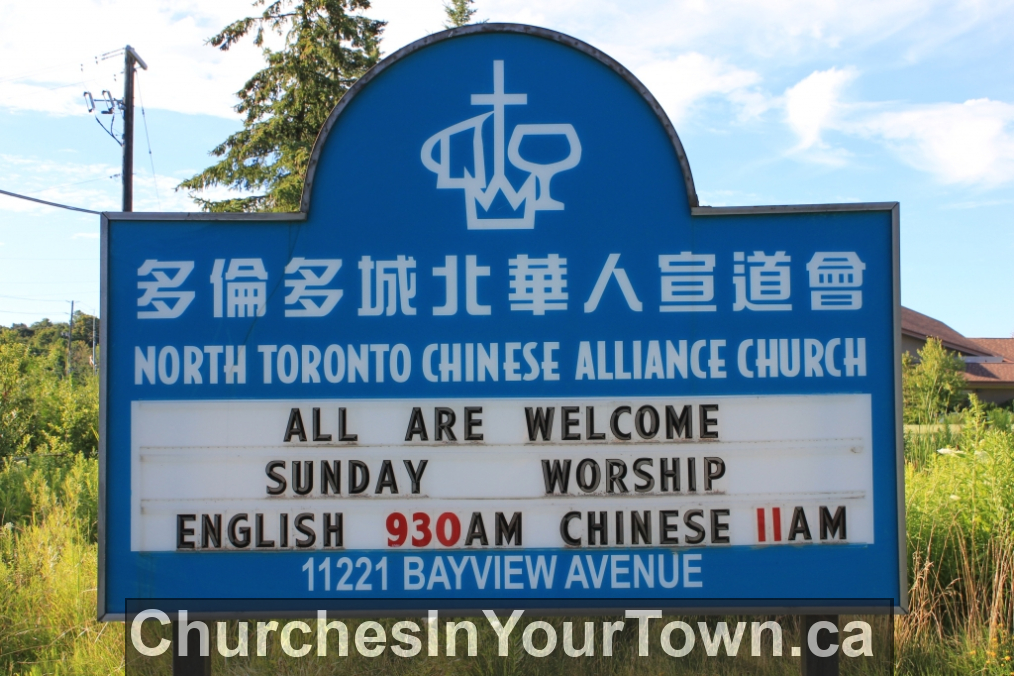 多倫多城北華人宣道會
NORTH TORONTO CHINESE ALLIANCE CHURCH
ALL ARE WELCOME
SUNDAY WORSHIP
ENGLISH 930AM CHINESE 11AM
11221 BAYVIEW AVENUE
ChurchesInYourTown.ca